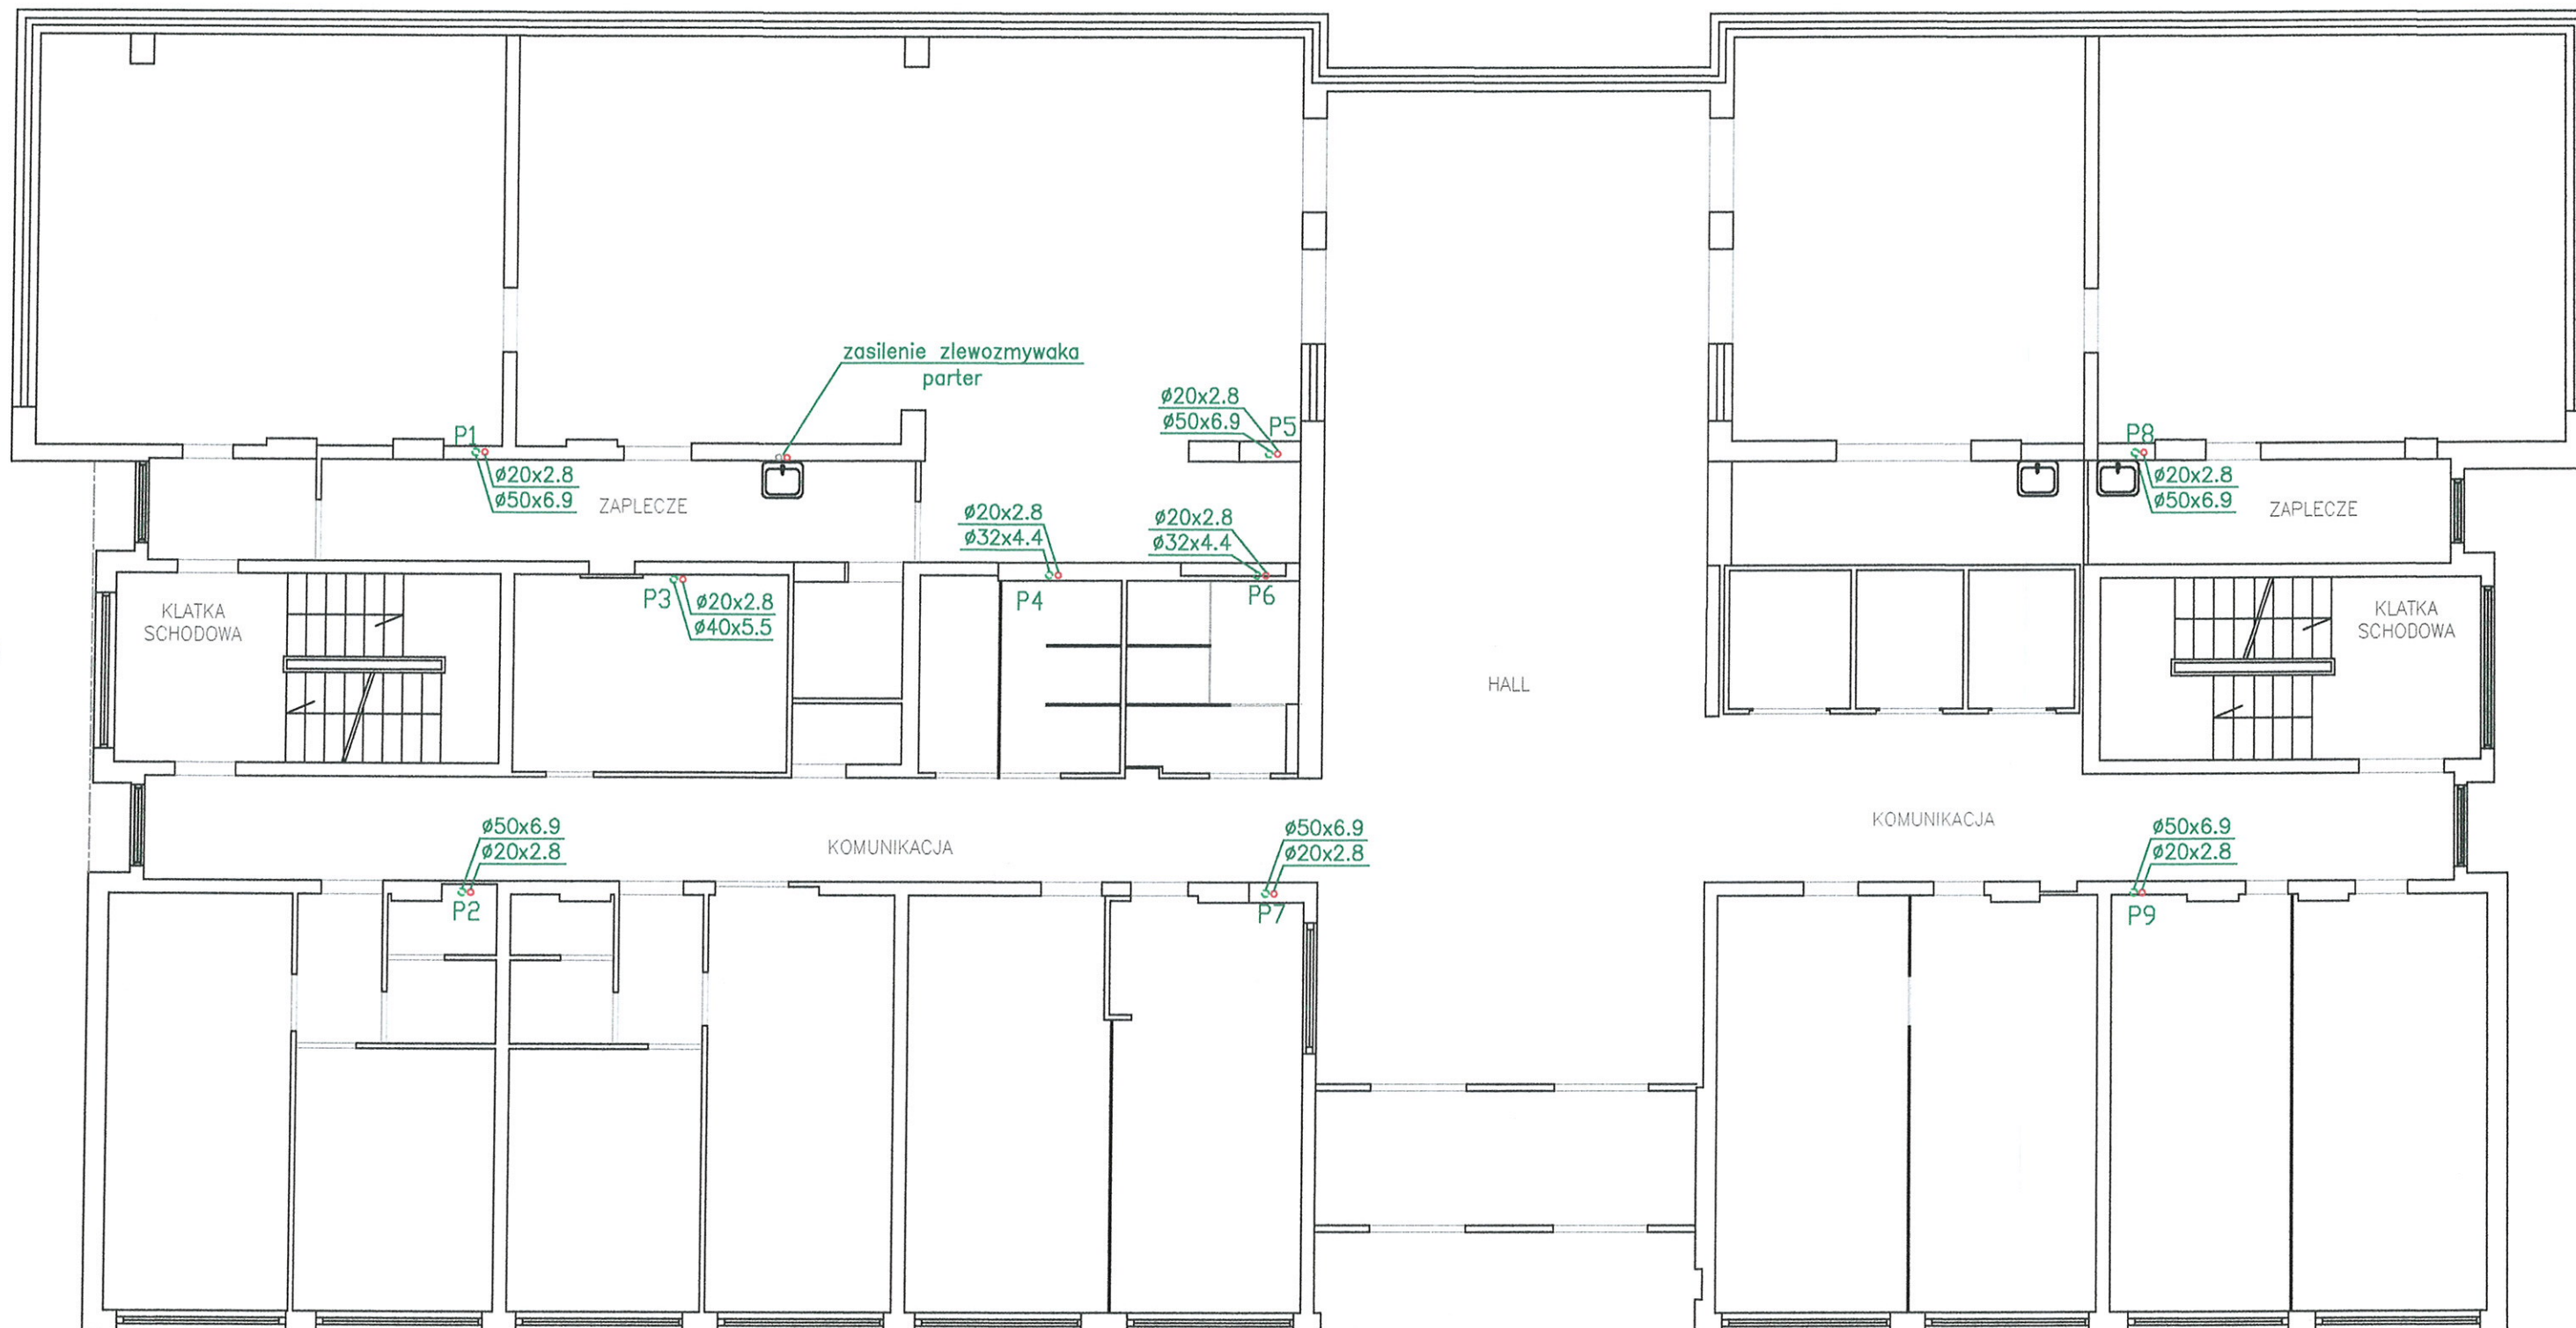 zasilenie zlewozmywaka
parter
ø20x2.8
ø50x6.9
P5
P1
ø20x2.8
ø50x6.9
ZAPLECZE
P8
ø20x2.8
ø50x6.9
ZAPLECZE
ø20x2.8
ø32x4.4
P4
ø20x2.8
ø32x4.4
P6
KLATKA
SCHODOWA
P3
ø20x2.8
ø40x5.5
KLATKA
SCHODOWA
HALL
ø50x6.9
ø20x2.8
P2
KOMUNIKACJA
ø50x6.9
ø20x2.8
P7
KOMUNIKACJA
ø50x6.9
ø20x2.8
P9